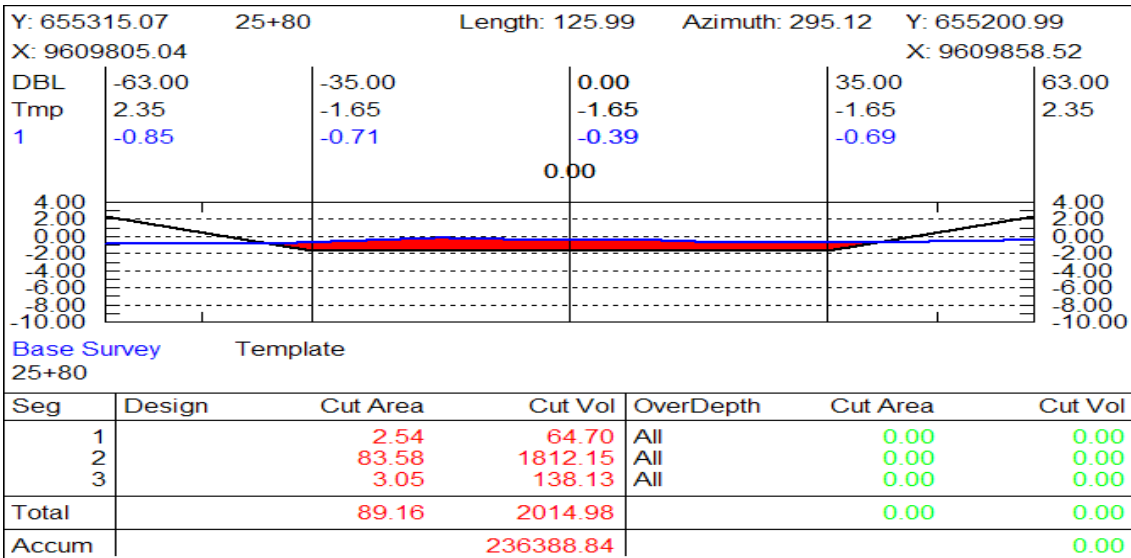 Y: 655315.07 25+80 Length: 125.99 Azimuth: 295.12 Y: 655200.99
X: 9609805.04 X: 9609858.52
DBL -63.00 -35.00 0.00 35.00 63.00
Tmp 2.35 -1.65 -1.65 -1.65 2.35
1 -0.85 -0.71 -0.39 -0.69
0.00
4.00 4.00
2.00 2.00
0.00 0.00
-2.00 -2.00
-4.00 -4.00
-6.00 -6.00
-8.00 -8.00
-10.00 -10.00
Base Survey Template
25+80
Seg Design Cut Area Cut Vol OverDepth Cut Area Cut Vol
1 2.54 64.70 All 0.00 0.00
2 83.58 1812.15 All 0.00 0.00
3 3.05 138.13 All 0.00 0.00
Total 89.16 2014.98 0.00 0.00
Accum 236388.84 0.00